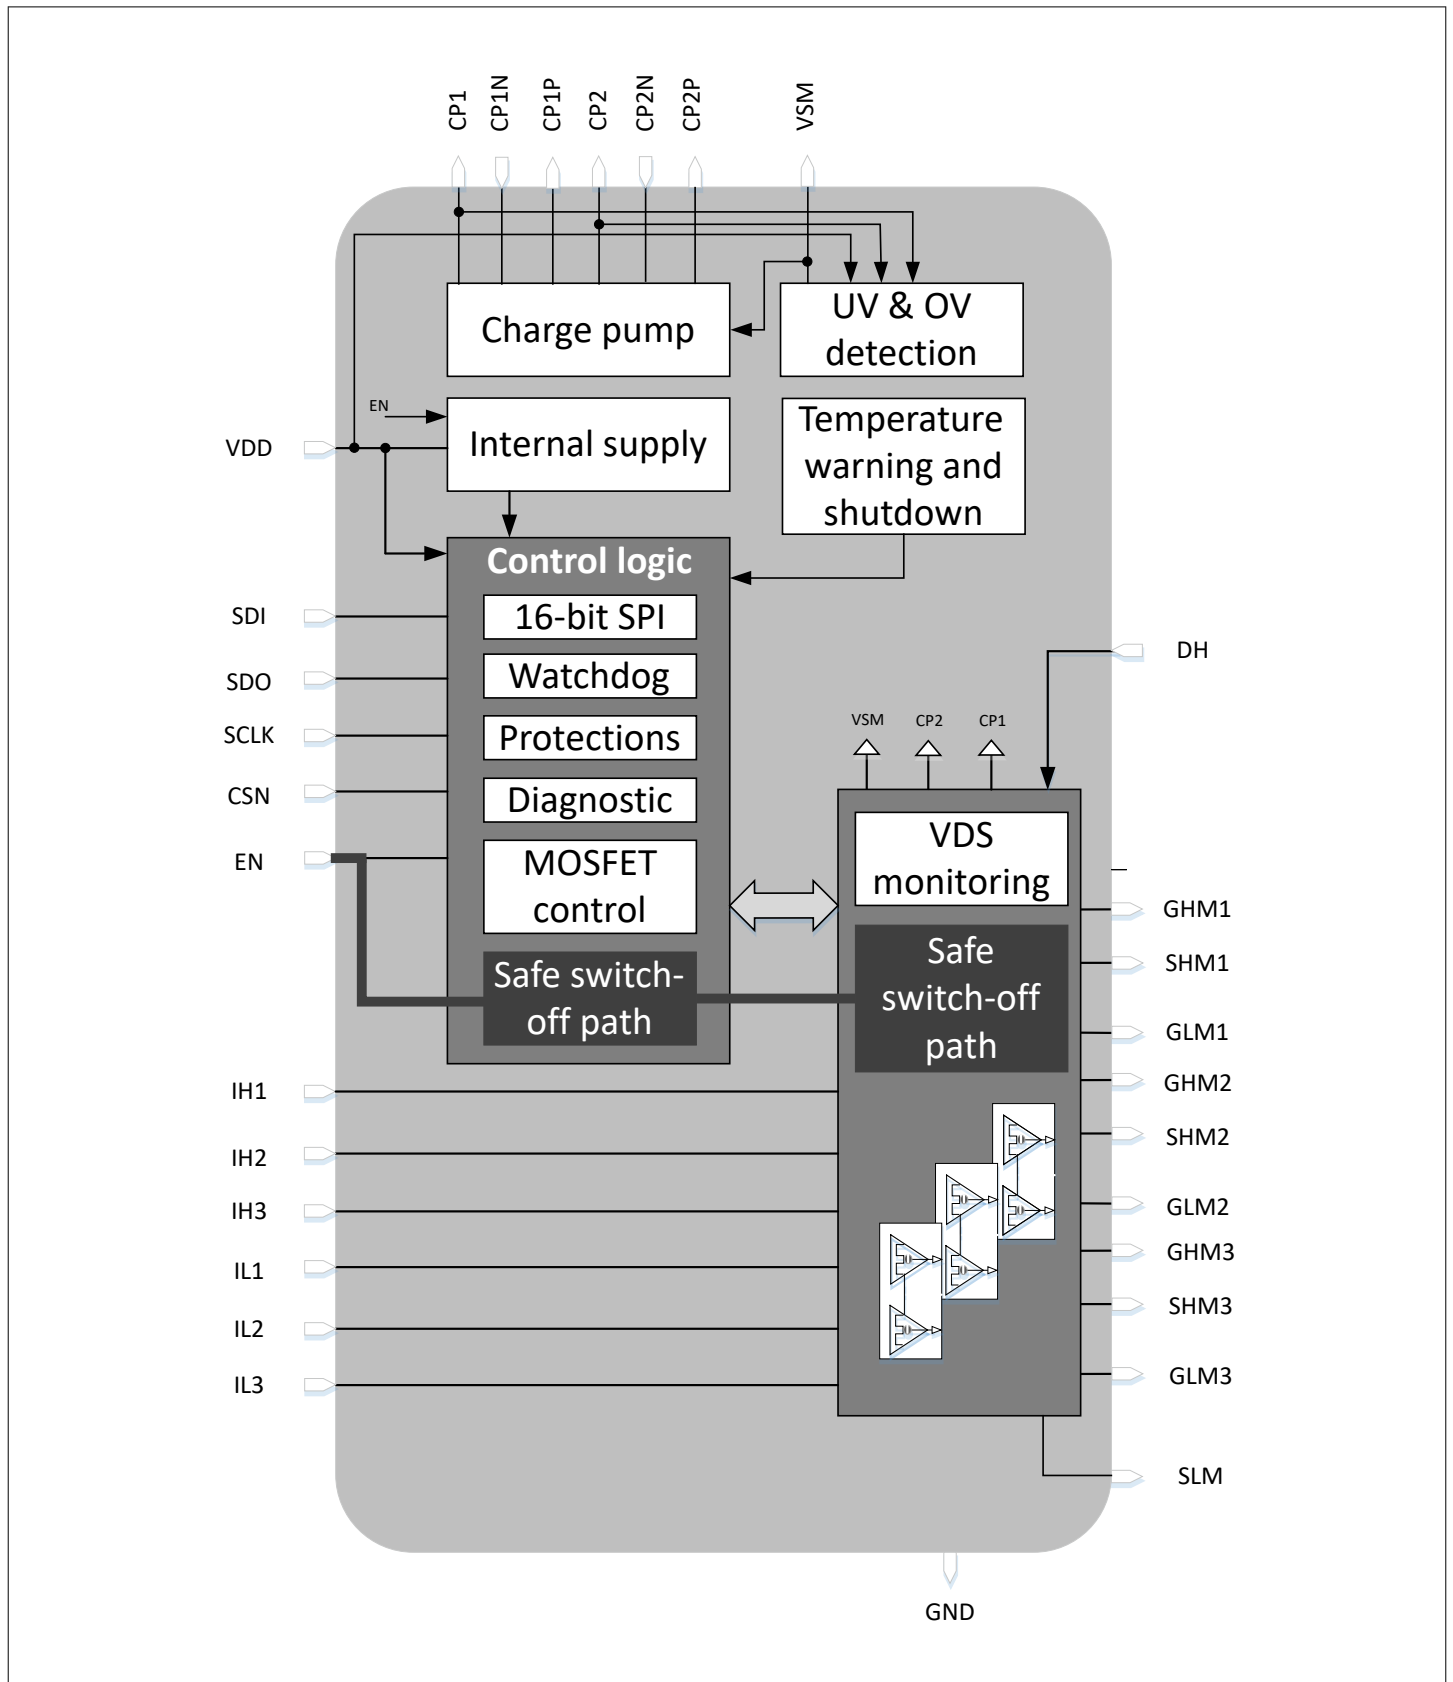 CP1
CP1N
CP1P
CP2
CP2N
CP2P
VSM
Charge pump
UV & OV
detection
EN
VDD
Internal supply
Temperature
warning and
shutdown
Control logic
16-bit SPI
SDI
Watchdog
SDO
Protections
SCLK
Diagnostic
CSN
MOSFET
control
EN
Safe switch-
off path
DH
VSM
CP2
CP1
VDS
monitoring
Safe
switch-off
path
GHM1
SHM1
GLM1
GHM2
SHM2
GLM2
GHM3
SHM3
GLM3
SLM
IH1
IH2
IH3
IL1
IL2
IL3
GND